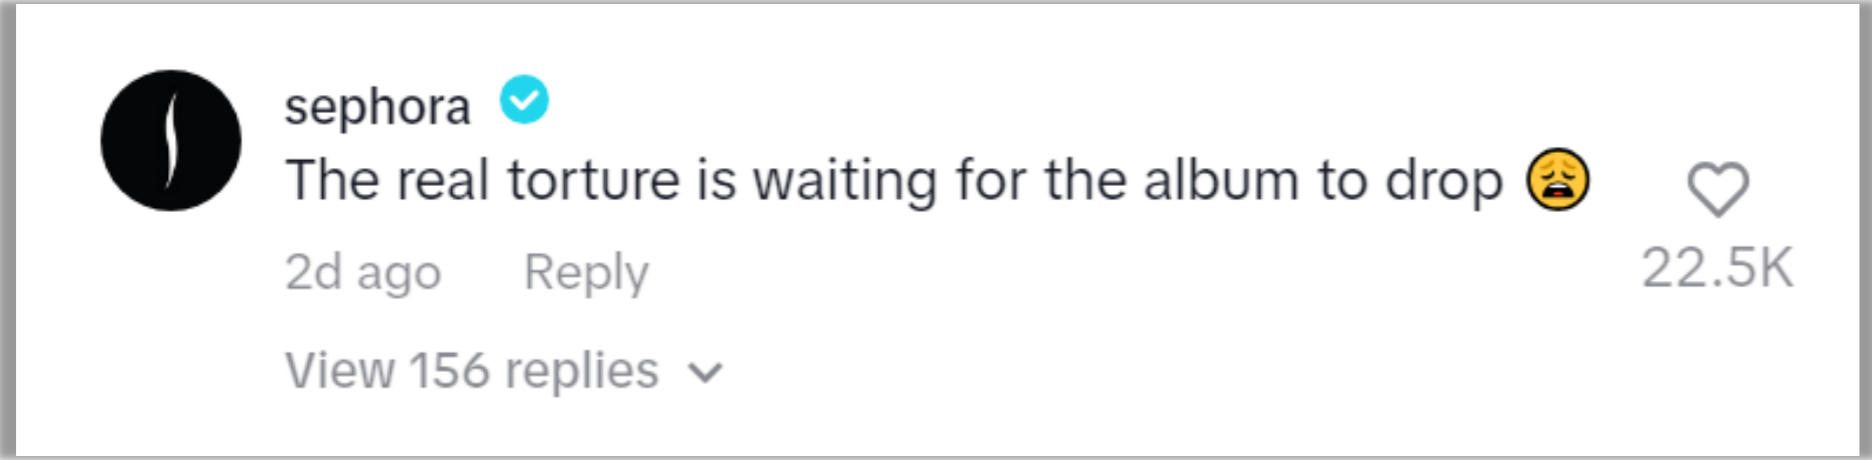 sephora
The real torture is waiting for the album to drop 😩
22.5K
2d ago Reply
View 156 replies